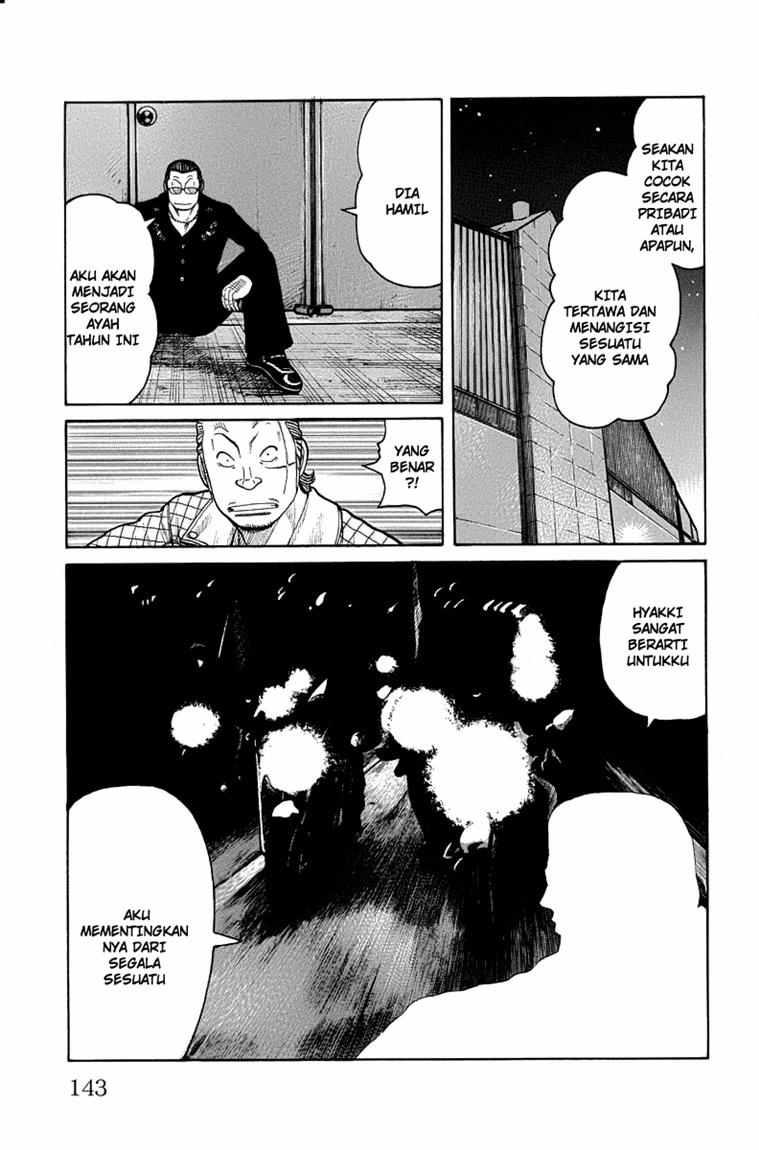 SEAKAN
KITA
COCOK
SECARA
PRIBADI
ATAU
APAPUN,
KITA
TERTAWA DAN
MENANGISI
SESUATU
YANG SAMA
DIA
HAMIL
AKU AKAN
MENJADI
SEORANG
AYAH
TAHUN INI
YANG
BENAR
?!
HYAKKI
SANGAT
BERARTI
UNTUKKU
AKU
MEMENTINGKAN
NYA DARI
SEGALA
SESUATU
143